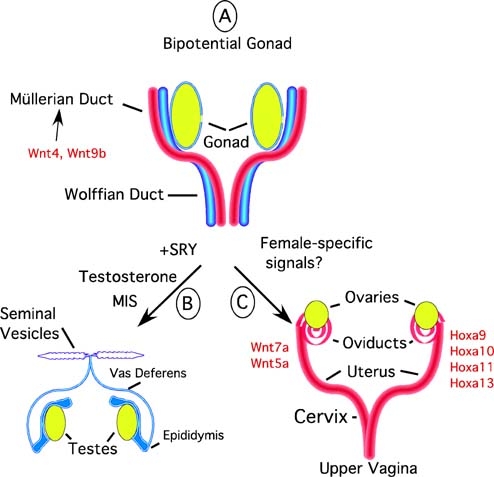 A
Bipotential Gonad
Müllerian Duct
Gonad
Wnt4, Wnt9b
Wolffian Duct
+SRY
Testosterone
MIS
B
Female-specific
signals?
C
Seminal
Vesicles
Vas Deferens
Testes
Epididymis
Ovaries
Wnt7a
Wnt5a
Oviducts
Uterus
Hoxa9
Hoxa10
Hoxa11
Hoxa13
Cervix
Upper Vagina